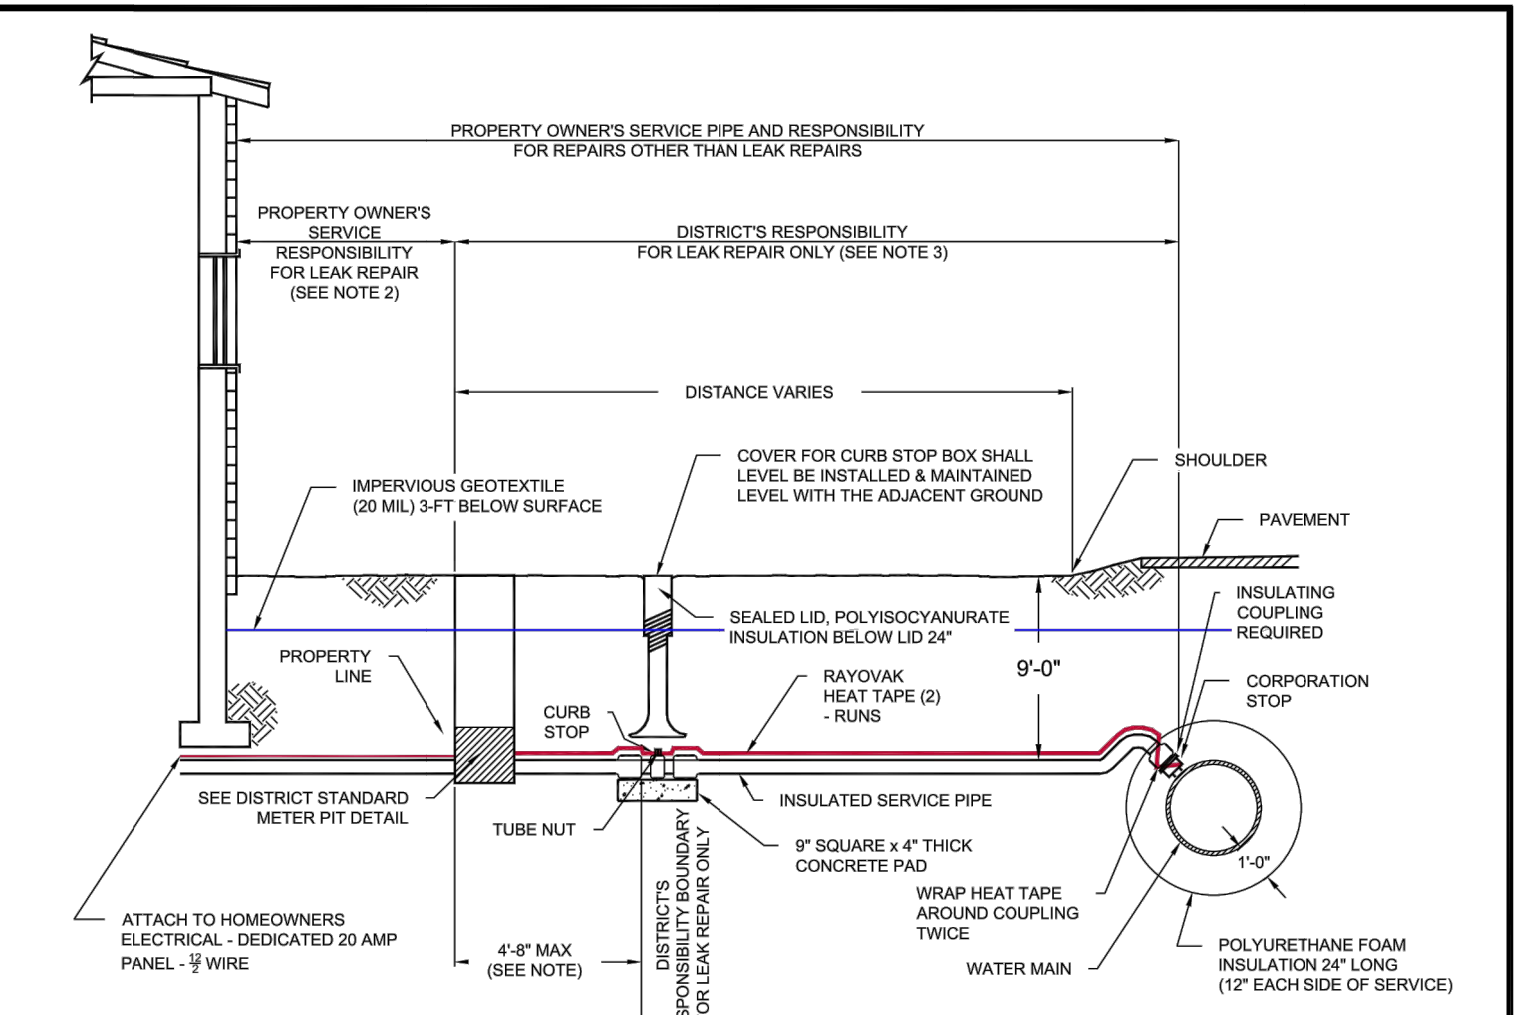 PROPERTY OWNER'S SERVICE PIPE AND RESPONSIBILITY
FOR REPAIRS OTHER THAN LEAK REPAIRS
PROPERTY OWNER'S
SERVICE
RESPONSIBILITY
FOR LEAK REPAIR
(SEE NOTE 2)
DISTRICT'S RESPONSIBILITY
FOR LEAK REPAIR ONLY (SEE NOTE 3)
DISTANCE VARIES
COVER FOR CURB STOP BOX SHALL
LEVEL BE INSTALLED & MAINTAINED
LEVEL WITH THE ADJACENT GROUND
SHOULDER
IMPERVIOUS GEOTEXTILE
(20 MIL) 3-FT BELOW SURFACE
PAVEMENT
INSULATING
COUPLING
REQUIRED
SEALED LID, POLYISOCYANURATE
INSULATION BELOW LID 24"
PROPERTY
LINE
RAYOVAK
HEAT TAPE (2)
- RUNS
9'-0"
CORPORATION
STOP
CURB
STOP
SEE DISTRICT STANDARD
METER PIT DETAIL
INSULATED SERVICE PIPE
TUBE NUT
9" SQUARE x 4" THICK
CONCRETE PAD
1'-0"
WRAP HEAT TAPE
AROUND COUPLING
TWICE
ATTACH TO HOMEOWNERS
ELECTRICAL - DEDICATED 20 AMP
PANEL - 12/2 WIRE
4'-8" MAX
(SEE NOTE)
DISTRICT'S
SPONSIBILITY BOUNDARY
OR LEAK REPAIR ONLY
WATER MAIN
POLYURETHANE FOAM
INSULATION 24" LONG
(12" EACH SIDE OF SERVICE)